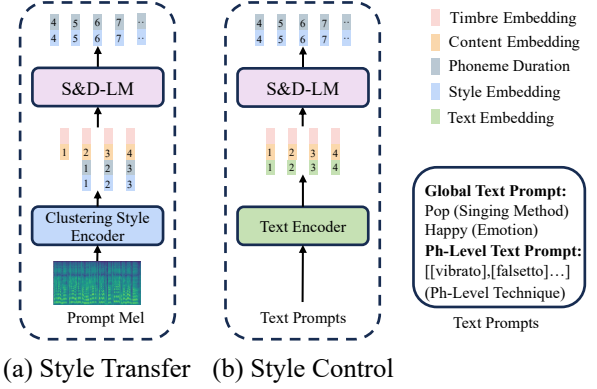 4 5 6 7 ..
4 5 6 7 ..
S&D-LM
1 2 3 4
1 2 3
1 2 3
Clustering Style
Encoder
Prompt Mel
(a) Style Transfer
4 5 6 7 ..
4 5 6 7 ..
S&D-LM
1 2 3 4
1 2 3 4
Text Encoder
Text Prompts
(b) Style Control
Timbre Embedding
Content Embedding
Phoneme Duration
Style Embedding
Text Embedding
Global Text Prompt:
Pop (Singing Method)
Happy (Emotion)
Ph-Level Text Prompt:
[[vibrato],[falsetto]…]
(Ph-Level Technique)
Text Prompts